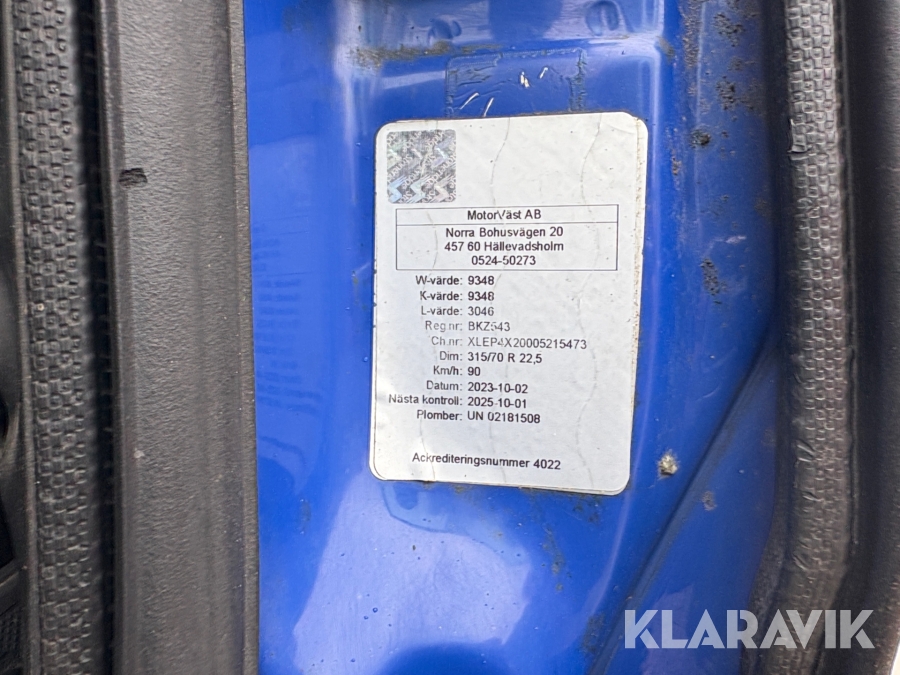 MotorVäst AB
Norra Bohusvägen 20
457 60 Hällevadsholm
0524-50273
W-värde: 9348
K-värde: 9348
L-värde: 3046
Reg.nr: BKZ543
Ch.nr: XLEP4X20005215473
Dim: 315/70 R 22,5
Km/h: 90
Datum: 2023-10-02
Nästa kontroll: 2025-10-01
Plomber: UN 02181508
Ackrediteringsnummer 4022
KLARAVIK